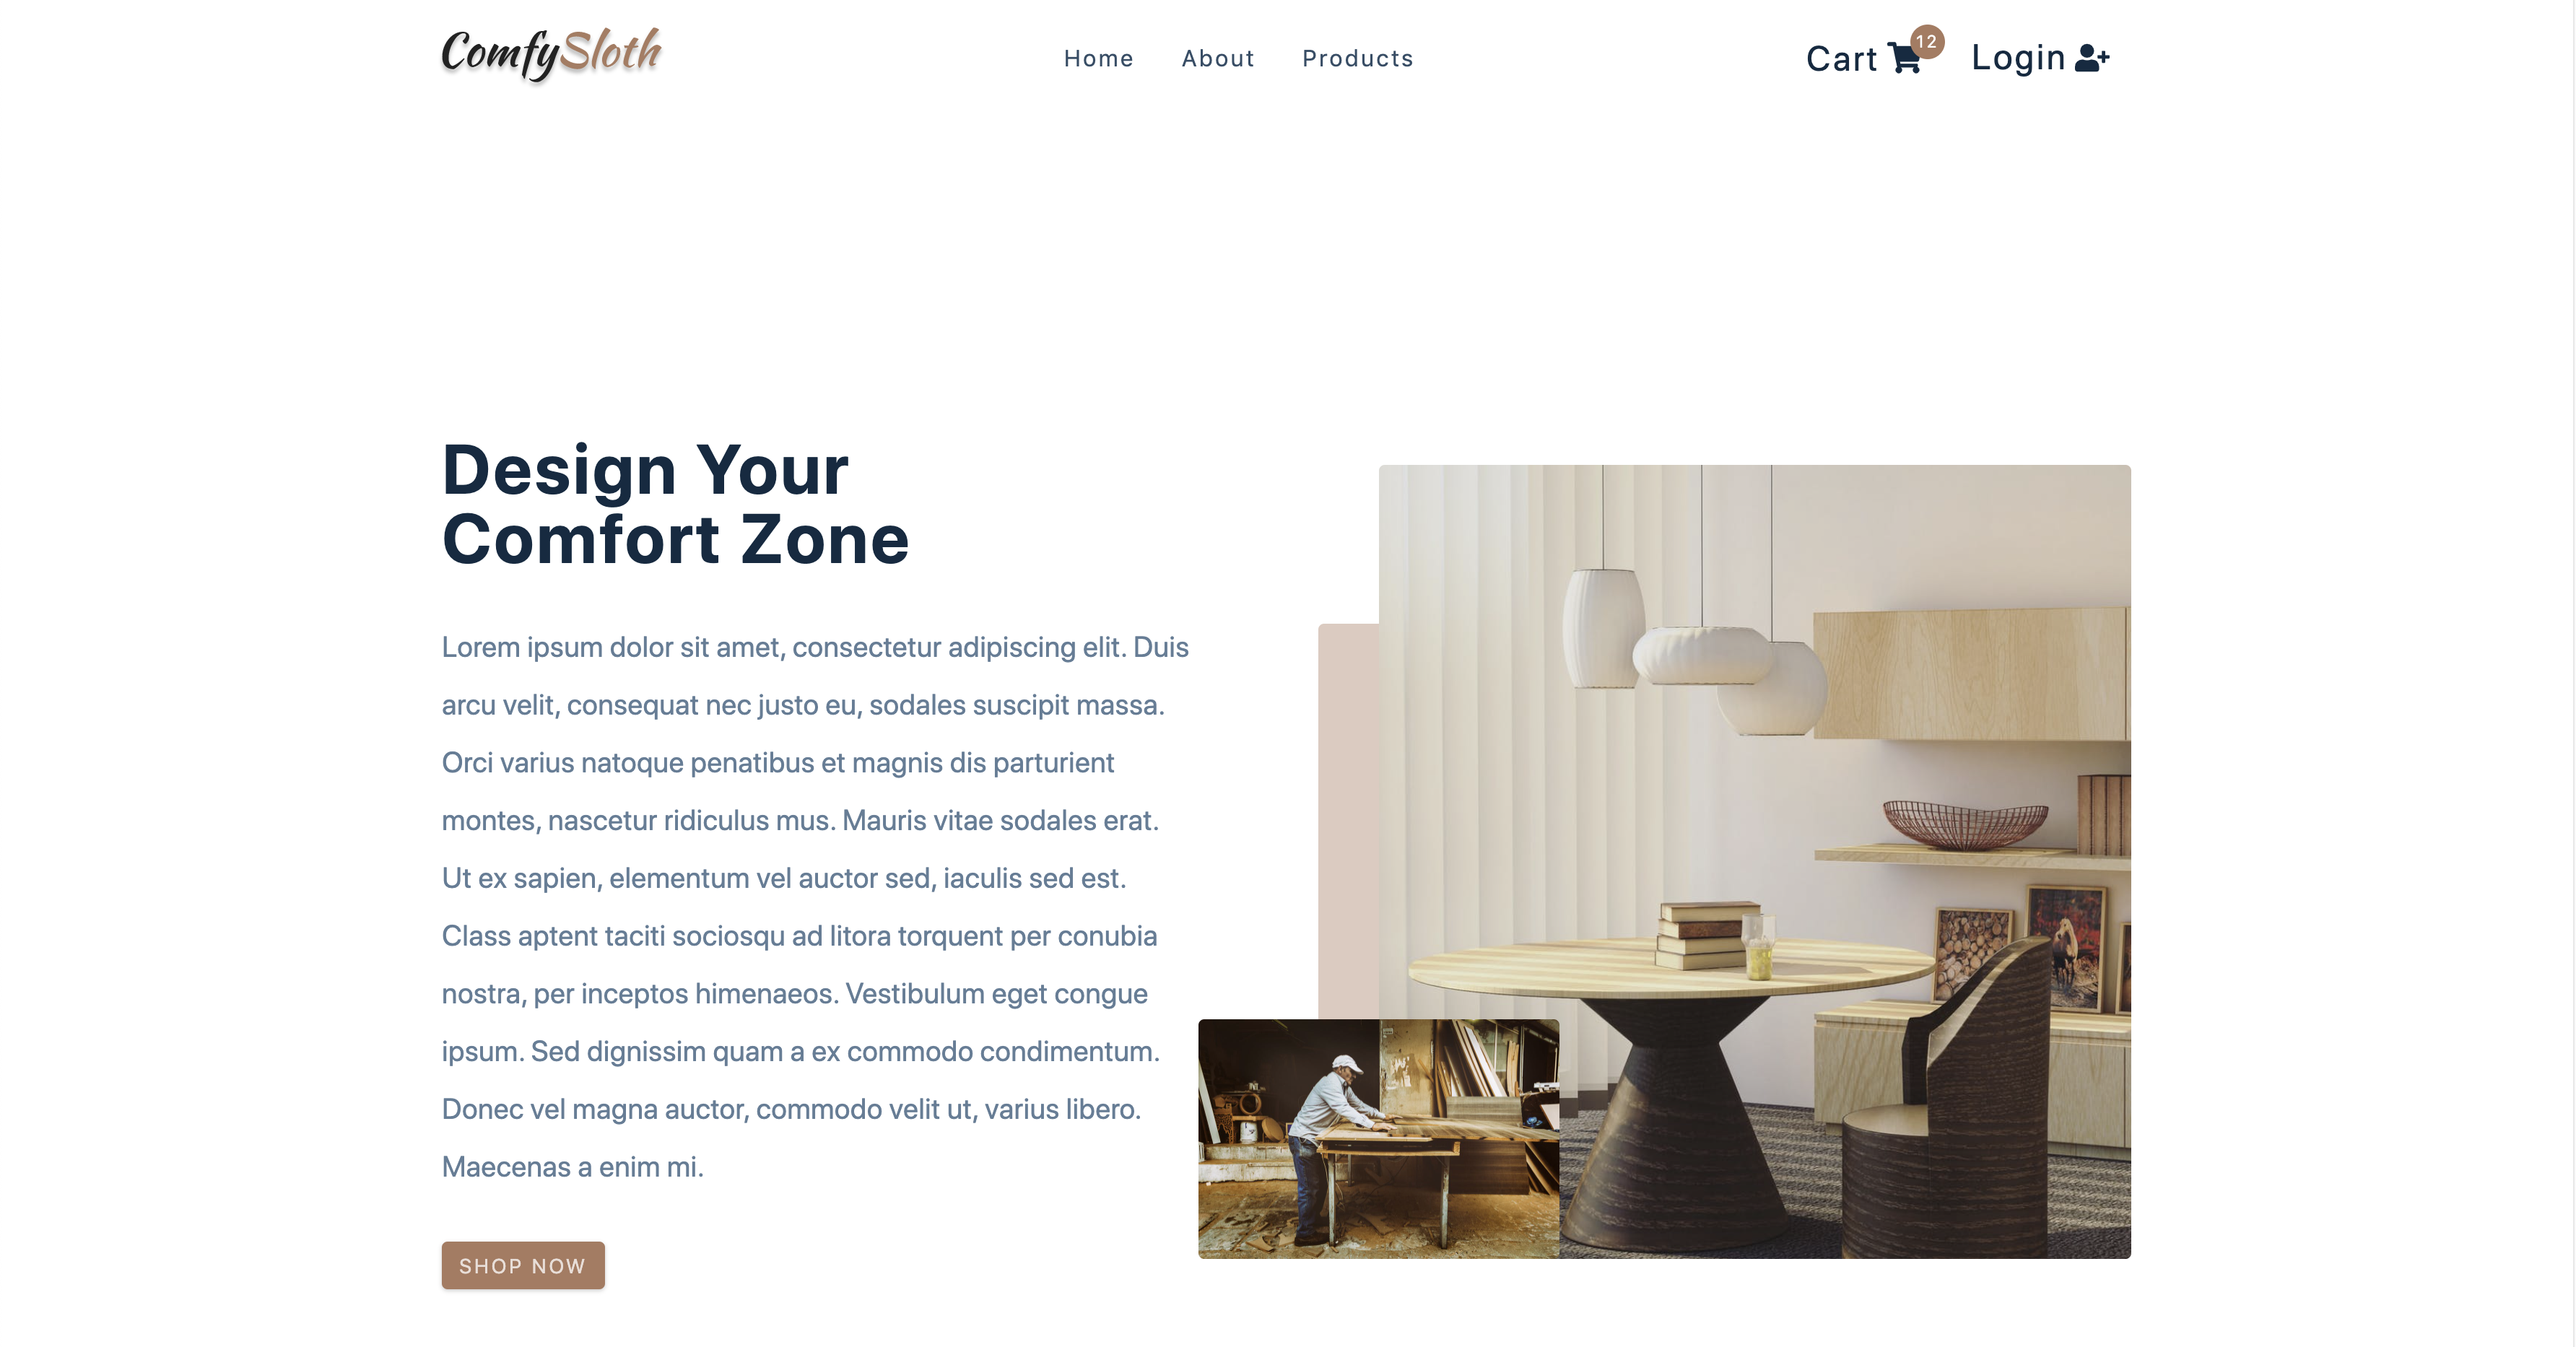 ComfySloth
Home About Products
Cart 12 Login
Design Your
Comfort Zone
Lorem ipsum dolor sit amet, consectetur adipiscing elit. Duis
arcu velit, consequat nec justo eu, sodales suscipit massa.
Orci varius natoque penatibus et magnis dis parturient
montes, nascetur ridiculus mus. Mauris vitae sodales erat.
Ut ex sapien, elementum vel auctor sed, iaculis sed est.
Class aptent taciti sociosqu ad litora torquent per conubia
nostra, per inceptos himenaeos. Vestibulum eget congue
ipsum. Sed dignissim quam a ex commodo condimentum.
Donec vel magna auctor, commodo velit ut, varius libero.
Maecenas a enim mi.
SHOP NOW